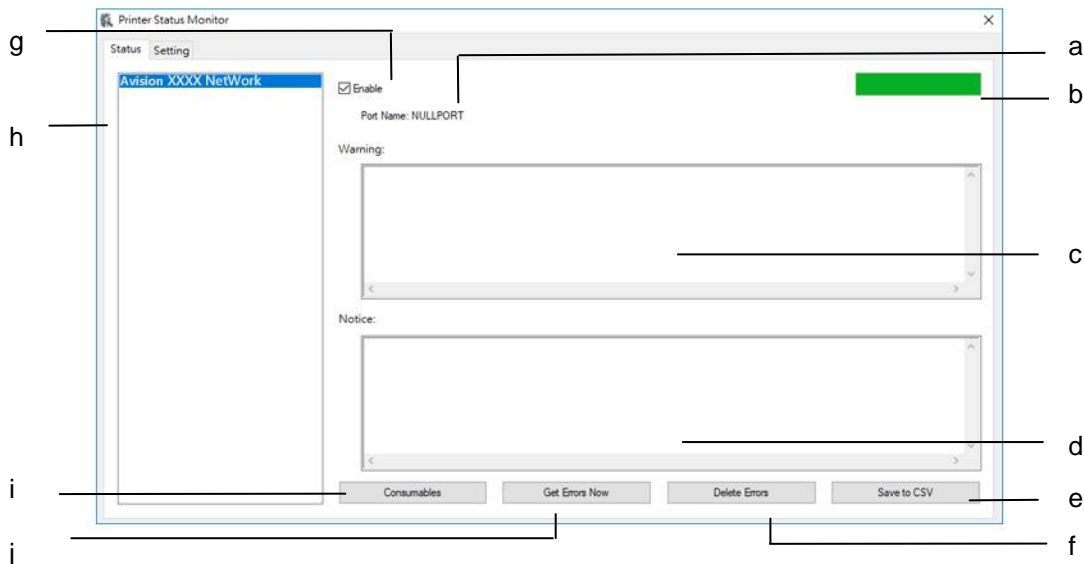 Printer Status Monitor
g
Status Setting
a
Avision XXXX NetWork
Enable
b
Port Name: NULLPORT
h
Warning:
c
Notice:
d
i
Consumables Get Errors Now Delete Errors Save to CSV
e
j
f